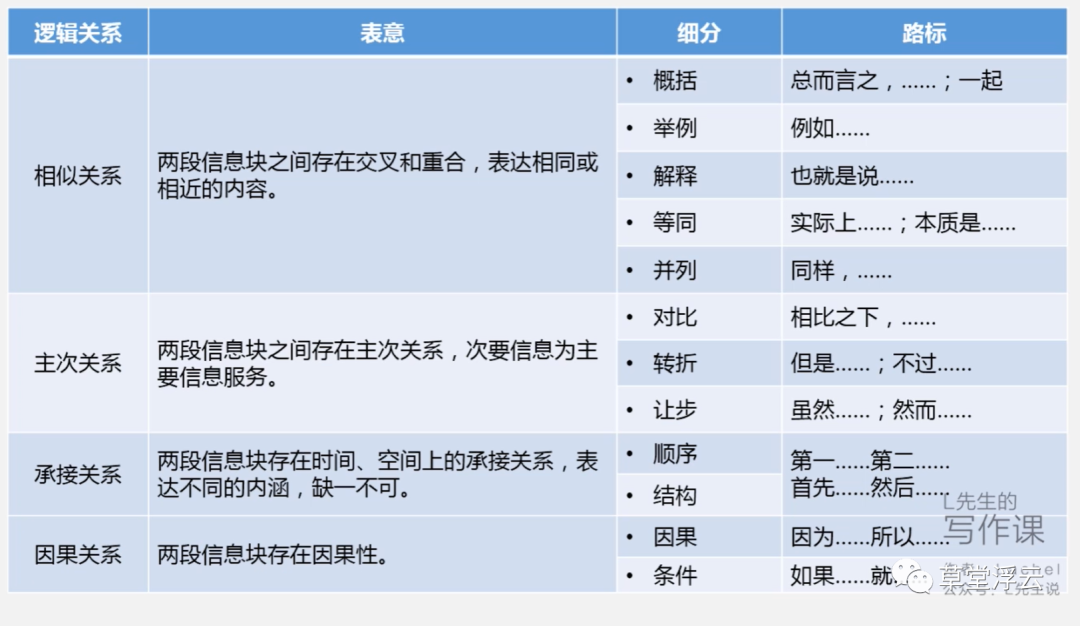 逻辑关系 表意 细分 路标
相似关系
两段信息块之间存在交叉和重合，表达相同或
相近的内容。
• 概括 总而言之，……；一起
• 举例 例如……
• 解释 也就是说……
• 等同 实际上……；本质是……
• 并列 同样，……
主次关系
两段信息块之间存在主次关系，次要信息为主
要信息服务。
• 对比 相比之下，……
• 转折 但是……；不过……
• 让步 虽然……；然而……
承接关系
两段信息块存在时间、空间上的承接关系，表
达不同的内涵，缺一不可。
• 顺序
• 结构
第一……第二……
首先……然后……
因果关系
两段信息块存在因果性。
• 因果 因为……所以……
• 条件 如果……就
L先生的
写作课
草堂浮云
公众号：L先生说